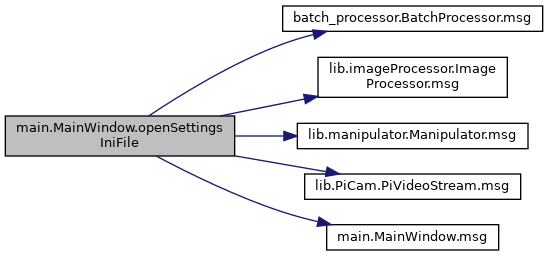 batch_processor.BatchProcessor.msg
lib.imageProcessor.Image
Processor.msg
main.MainWindow.openSettings
IniFile
lib.manipulator.Manipulator.msg
lib.PiCam.PiVideoStream.msg
main.MainWindow.msg